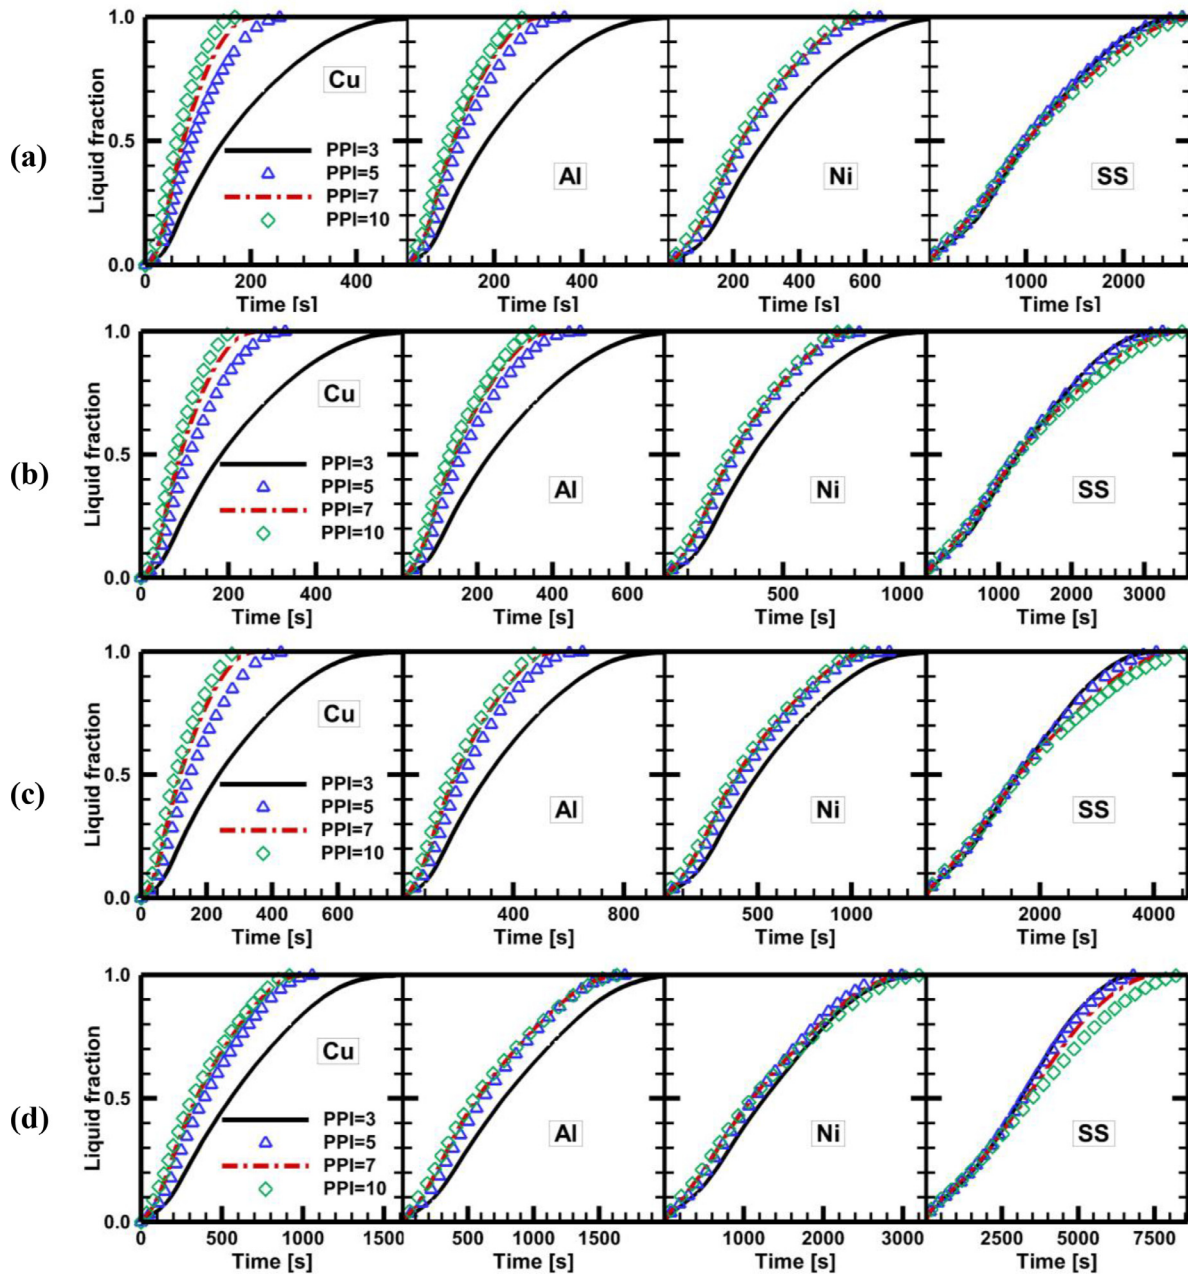 (a)
Liquid fraction
1.0
0.5
0.0
Cu
PPI=3
PPI=5
PPI=7
PPI=10
Al
Ni
SS
0 200 400
200 400
200 400 600
1000 2000
Time [s] Time [s] Time [s] Time [s]
(b)
Liquid fraction
1.0
0.5
0.0
Cu
PPI=3
PPI=5
PPI=7
PPI=10
Al
Ni
SS
0 200 400
200 400 600
500 1000
1000 2000 3000
Time [s] Time [s] Time [s] Time [s]
(c)
Liquid fraction
1.0
0.5
0.0
Cu
PPI=3
PPI=5
PPI=7
PPI=10
Al
Ni
SS
0 200 400 600
400 800
500 1000
2000 4000
Time [s] Time [s] Time [s] Time [s]
(d)
Liquid fraction
1.0
0.5
0.0
Cu
PPI=3
PPI=5
PPI=7
PPI=10
Al
Ni
SS
0 500 1000 1500
500 1000 1500
1000 2000 3000
2500 5000 7500
Time [s] Time [s] Time [s] Time [s]